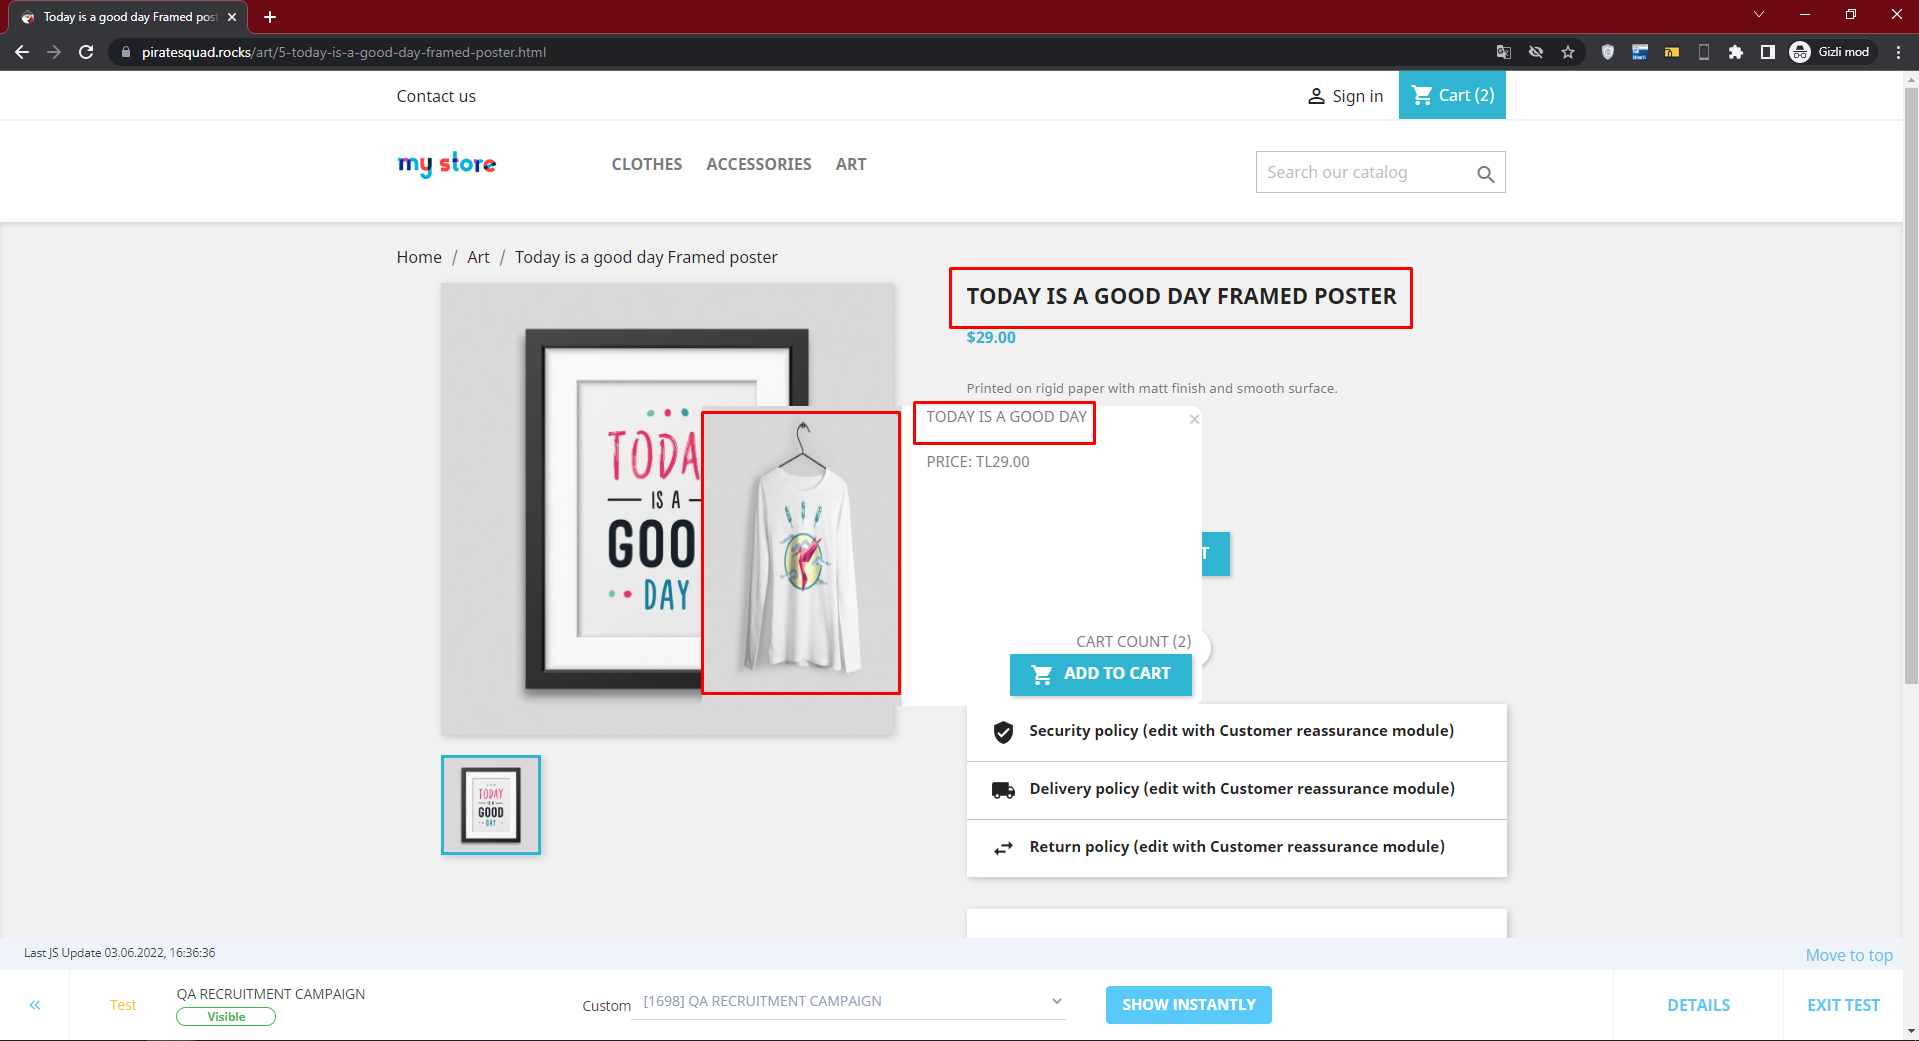 Today is a good day Framed pos
piratesquad.rocks/art/5-today-is-a-good-day-framed-poster.html
Gizli mod
Contact us
Sign in
Cart (2)
my store
CLOTHES
ACCESSORIES
ART
Search our catalog
Home / Art / Today is a good day Framed poster
TODAY IS A GOOD DAY FRAMED POSTER
$29.00
Printed on rigid paper with matt finish and smooth surface.
TODA
IS A
GOO
DAY
TODAY IS A GOOD DAY
×
PRICE: TL29.00
T
CART COUNT (2)
ADD TO CART
Security policy (edit with Customer reassurance module)
Delivery policy (edit with Customer reassurance module)
Return policy (edit with Customer reassurance module)
TODAY
IS A
GOOD
DAY
Last JS Update 03.06.2022, 16:36:36
Move to top
«
Test
QA RECRUITMENT CAMPAIGN
Visible
Custom
[1698] QA RECRUITMENT CAMPAIGN
SHOW INSTANTLY
DETAILS
EXIT TEST